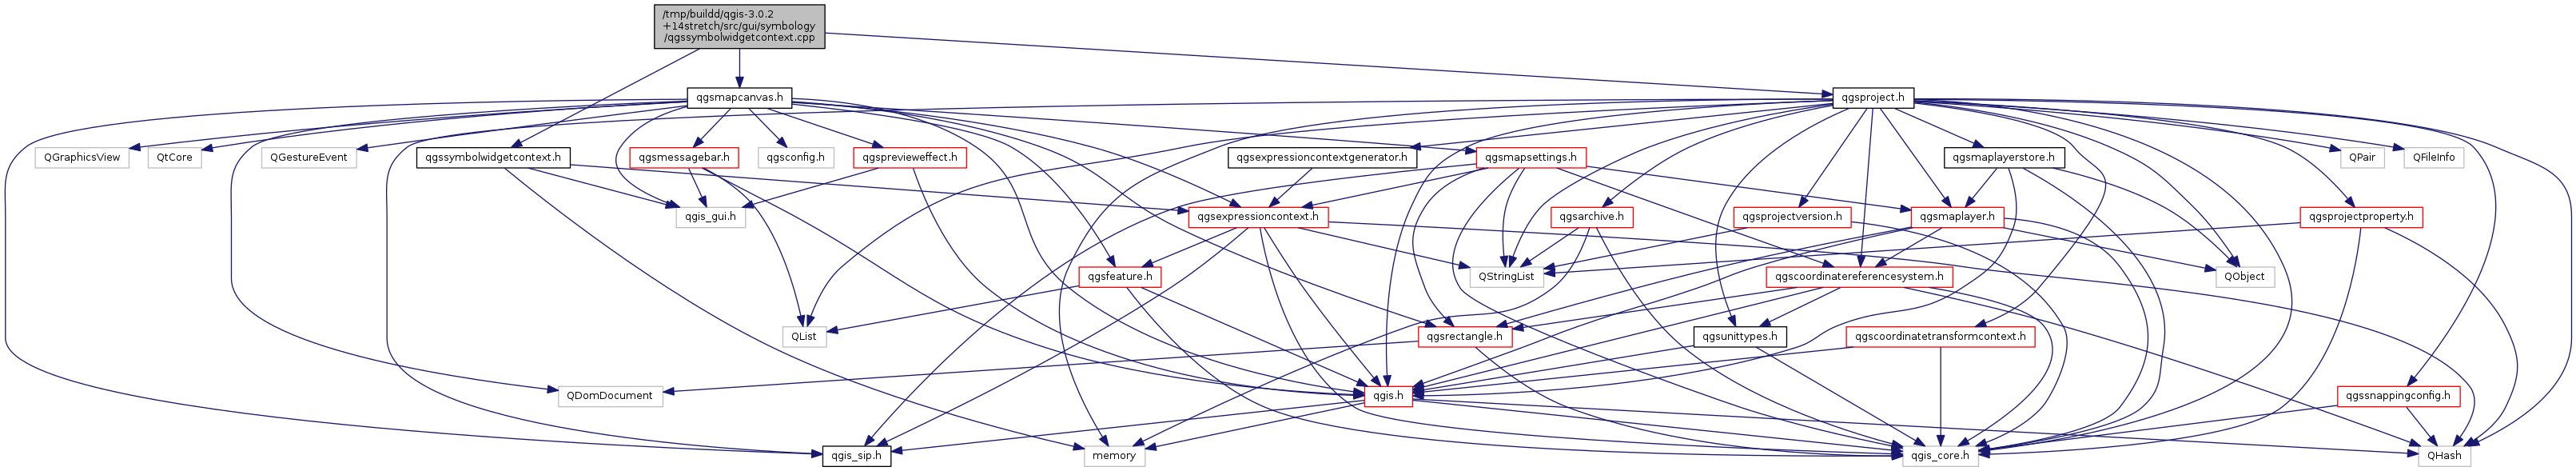 /tmp/buildd/qgis-3.0.2
+14stretch/src/gui/symbology
/qgssymbolwidgetcontext.cpp
qgsmapcanvas.h
qgsproject.h
QGraphicsView
QtCore
QGestureEvent
qgssymbolwidgetcontext.h
qgsmessagebar.h
qgsconfig.h
qgsprevieweffect.h
qgsexpressioncontextgenerator.h
qgsmapsettings.h
qgsmaplayerstore.h
QPair
QFileInfo
qgis_gui.h
qgsexpressioncontext.h
qgsarchive.h
qgsprojectversion.h
qgsmaplayer.h
qgsprojectproperty.h
qgsfeature.h
QStringList
qgscoordinatereferencesystem.h
QObject
QList
qgsrectangle.h
qgsunittypes.h
qgscoordinatetransformcontext.h
QDomDocument
qgis.h
qgssnappingconfig.h
qgis_sip.h
memory
qgis_core.h
QHash